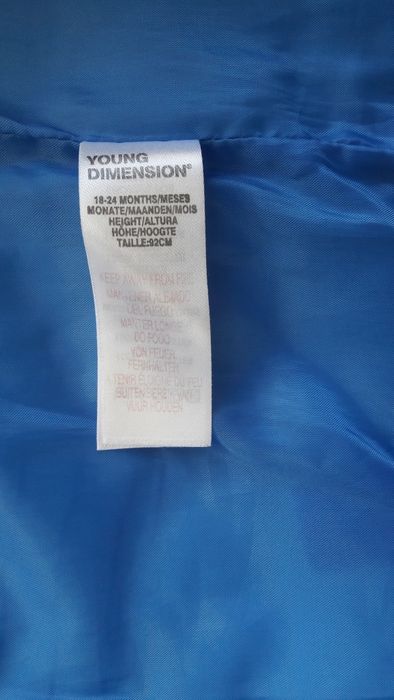 YOUNG
DIMENSION®
18-24 MONTHS/MESES
MONATE/MAANDEN/MOIS
HEIGHT/ALTURA
HÖHE/HOOGTE
TAILLE:92CM
KEEP AWAY FROM FIRE
MANTENER ALEJADO
DEL FUEGO
MANTER LONGE
DO FOGO
VON FEUER
FERNHALTEN
TENIR ELOIGNE DU FEU
BUITEN BEREIK VAN
VUUR HOUDEN